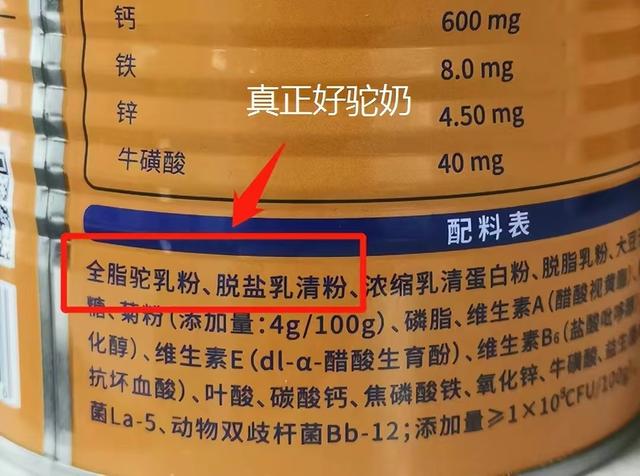 钙 600 mg
铁 8.0 mg
真正好驼奶
锌 4.50 mg
牛磺酸 40 mg
配料表
全脂驼乳粉、脱盐乳清粉、浓缩乳清蛋白粉、脱脂乳粉、大豆
糖、菊粉(添加量:4g/100g)、磷脂、维生素A(醋酸视黄酯)
化醇)、维生素E(dl-α-醋酸生育酚)、维生素B₆(盐酸吡哆醇
抗坏血酸)、叶酸、碳酸钙、焦磷酸铁、氧化锌、牛磺酸、益生
菌La-5、动物双歧杆菌Bb-12;添加量≥1×10⁸CFU/100g